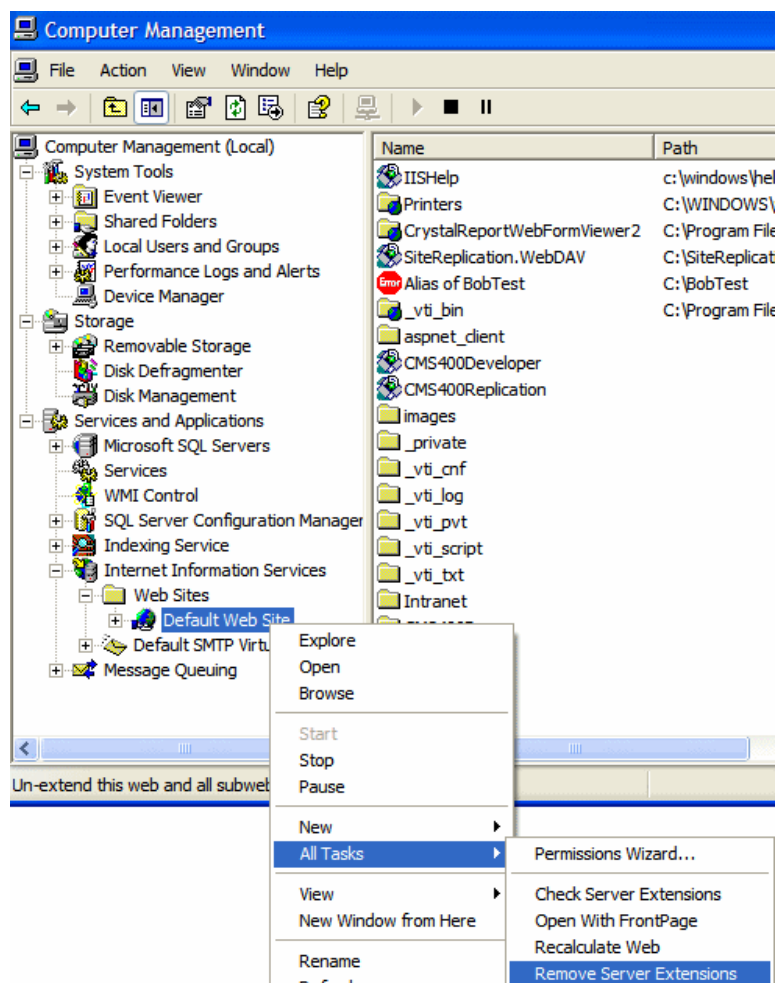 Computer Management
File Action View Window Help
Computer Management (Local)
System Tools
Event Viewer
Shared Folders
Local Users and Groups
Performance Logs and Alerts
Device Manager
Storage
Removable Storage
Disk Defragmenter
Disk Management
Services and Applications
Microsoft SQL Servers
Services
WMI Control
SQL Server Configuration Manager
Indexing Service
Internet Information Services
Web Sites
Default Web Site
Default SMTP Virtu
Message Queuing
Name Path
IISHelp c:\windows\hel
Printers C:\WINDOWS\
CrystalReportWebFormViewer2 C:\Program File
SiteReplication.WebDAV C:\SiteReplicati
Error Alias of BobTest C:\BobTest
_vti_bin C:\Program File
aspnet_client
CMS400Developer
CMS400Replication
images
_private
_vti_cnf
_vti_log
_vti_pvt
_vti_script
_vti_txt
Intranet
Un-extend this web and all subweb
Explore
Open
Browse
Start
Stop
Pause
New
All Tasks
View
New Window from Here
Rename
Permissions Wizard...
Check Server Extensions
Open With FrontPage
Recalculate Web
Remove Server Extensions